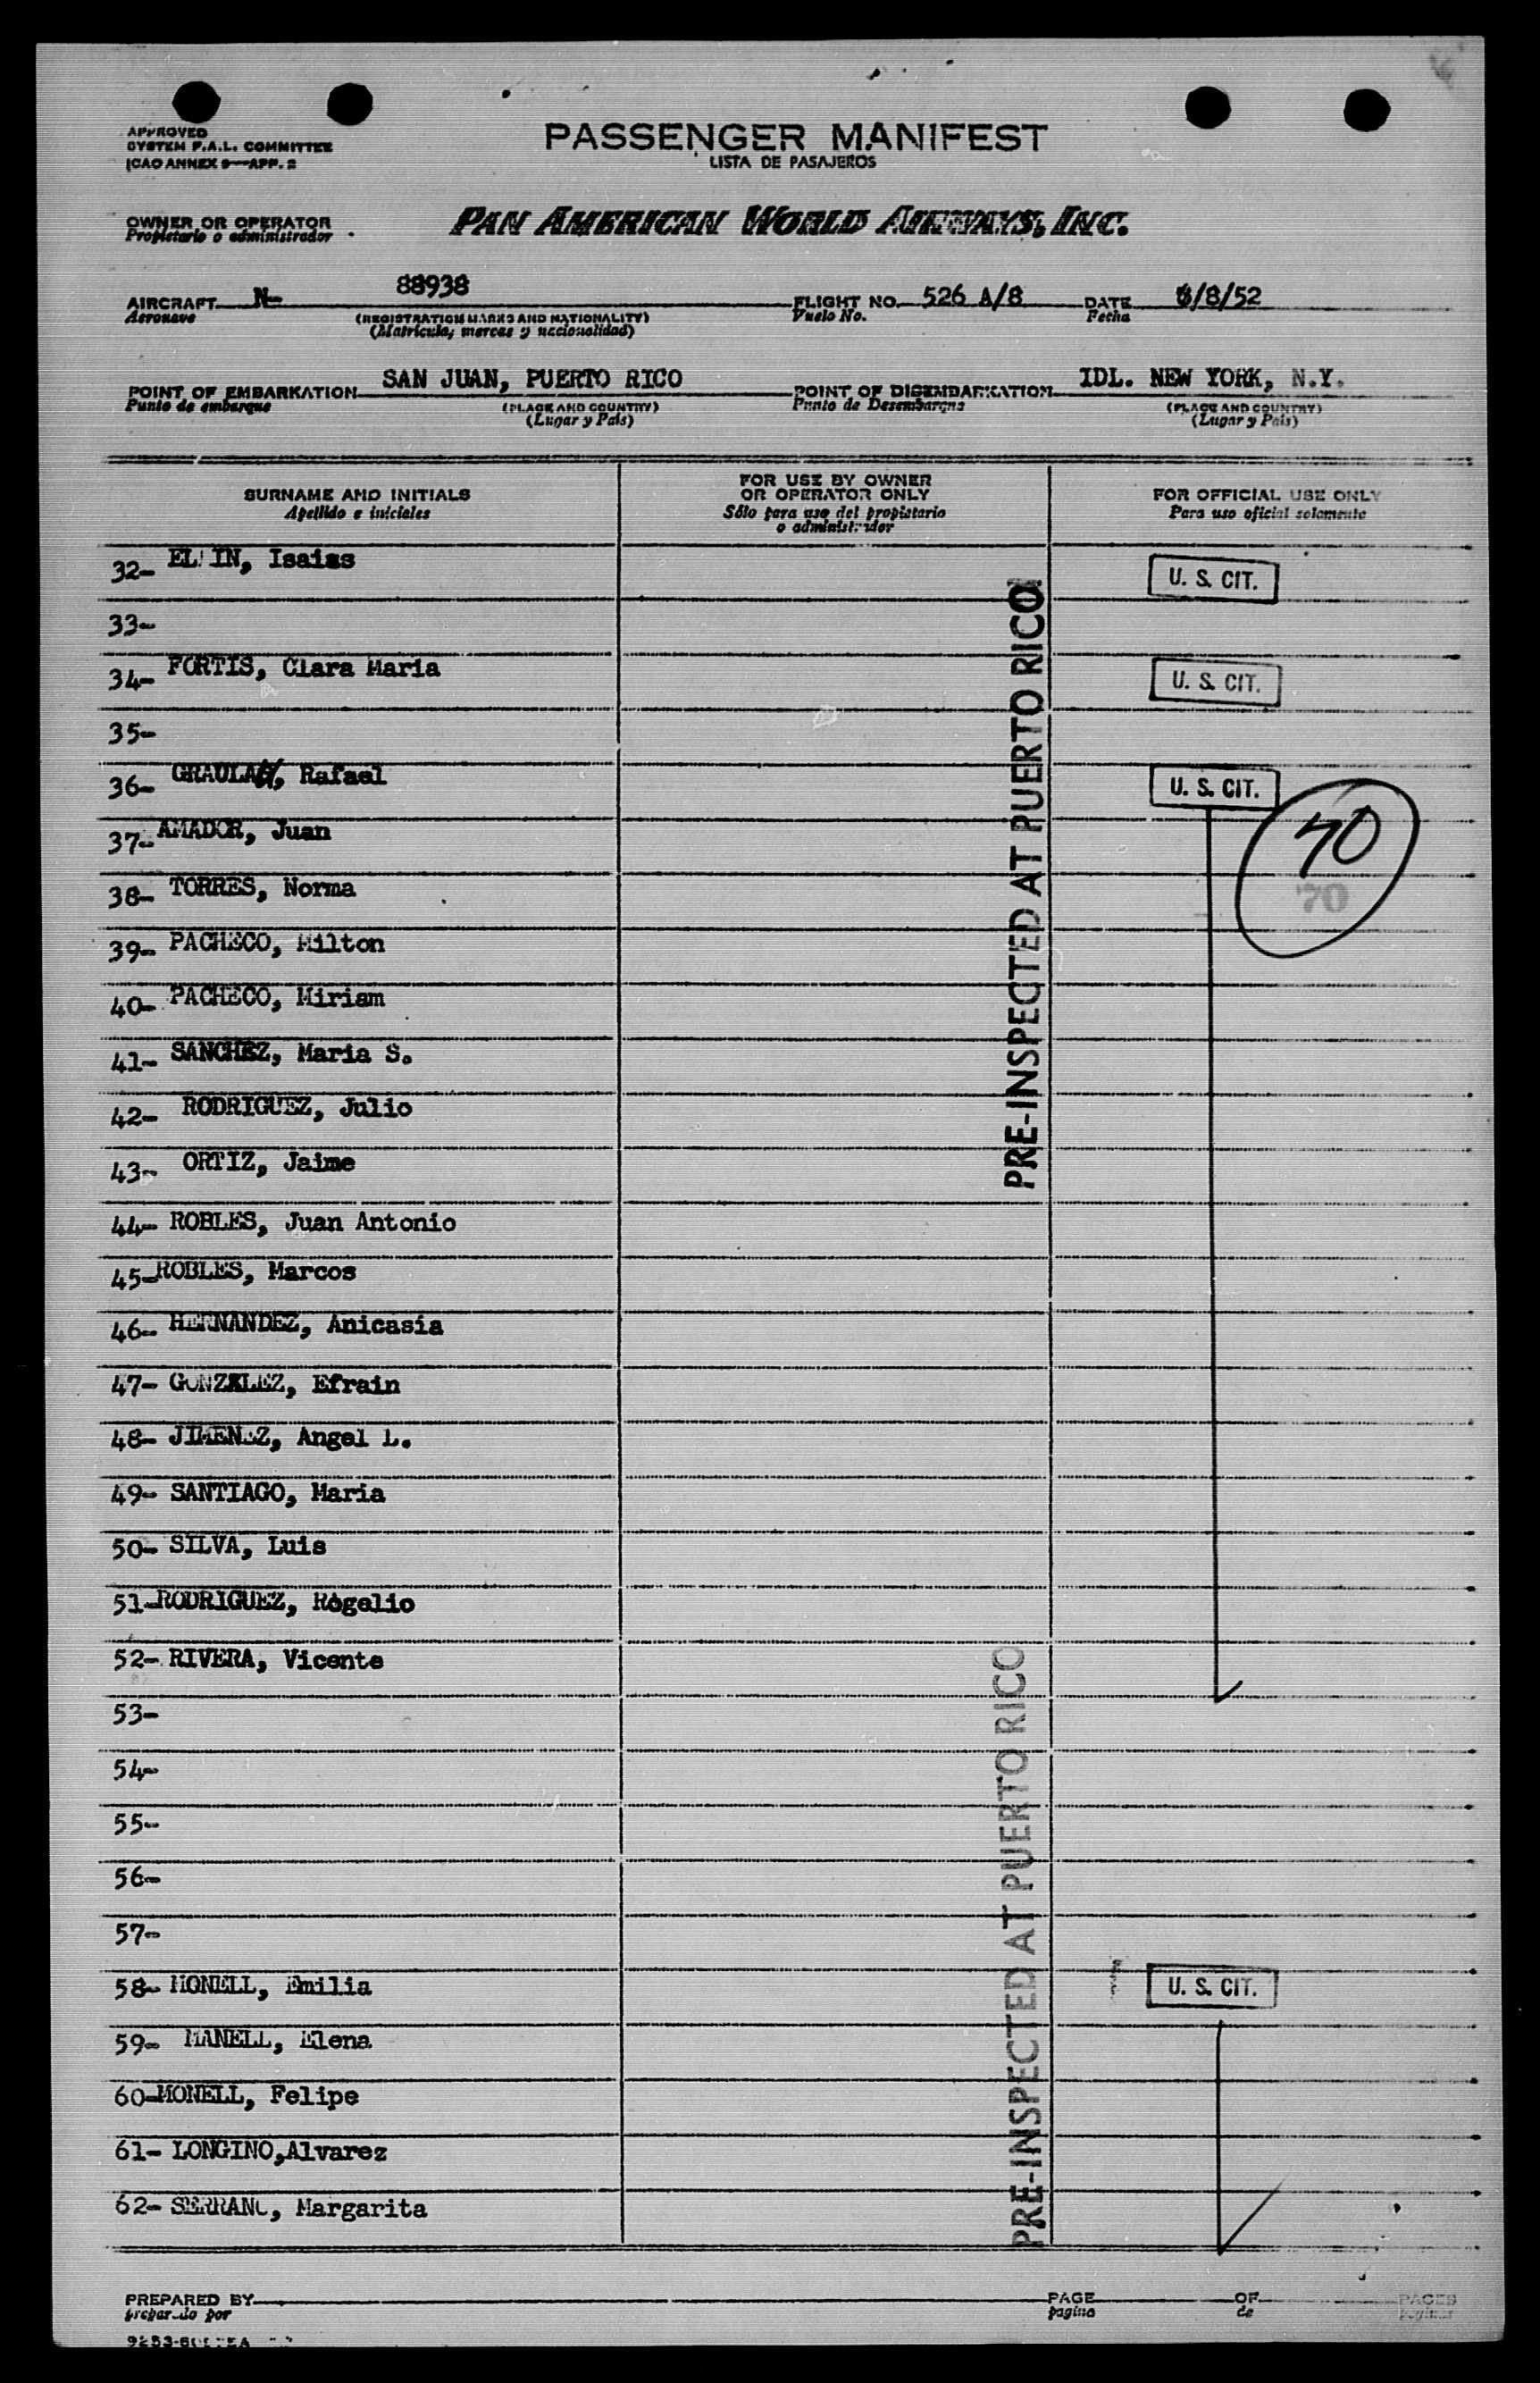 APPROVED
SYSTEM F.A.L. COMMITTEE
ICAO ANNEX 9—APP. 2
PASSENGER MANIFEST
LISTA DE PASAJEROS
OWNER OR OPERATOR
Propietario o administrador
PAN AMERICAN WORLD AIRWAYS, INC.
AIRCRAFT N- 88938
Aeronave
(REGISTRATION MARKS AND NATIONALITY)
(Matrícula, marcas y nacionalidad)
FLIGHT NO. 526 A/8
Vuelo No.
DATE 8/8/52
Fecha
POINT OF EMBARKATION SAN JUAN, PUERTO RICO
Punto de embarque
(PLACE AND COUNTRY)
(Lugar y País)
POINT OF DISEMBARKATION IDL. NEW YORK, N.Y.
Punto de Desembarque
(PLACE AND COUNTRY)
(Lugar y País)
SURNAME AND INITIALS
Apellido e iniciales
FOR USE BY OWNER
OR OPERATOR ONLY
Sólo para uso del propietario
o administrador
FOR OFFICIAL USE ONLY
Para uso oficial solamente
32- Isaias U. S. CIT.
33-
34- FORTIS, Clara Maria U. S. CIT.
35-
36- Rafael U. S. CIT.
37- AMADOR, Juan
70
70
38- TORRES, Norma
39- PACHECO, Milton
40- PACHECO, Miriam
41- SANCHEZ, Maria S.
42- RODRIGUEZ, Julio
43- ORTIZ, Jaime
44- ROBLES, Juan Antonio
45- ROBLES, Marcos
46- HERNANDEZ, Anicasia
47- GONZALEZ, Efrain
48- JIMENEZ, Angel L.
49- SANTIAGO, Maria
50- SILVA, Luis
51- RODRIGUEZ, Rogelio
52- RIVERA, Vicente
53-
54-
55-
56-
57-
58- MONELL, Emilia U. S. CIT.
59- MANELL, Elena
60- MONELL, Felipe
61- LONGINO,Alvarez
62- SERRANO, Margarita
PRE-INSPECTED AT PUERTO RICO
PRE-INSPECTED AT PUERTO RICO
PREPARED BY
preparado por
PAGE
pagina
OF
de
PAGES
paginas